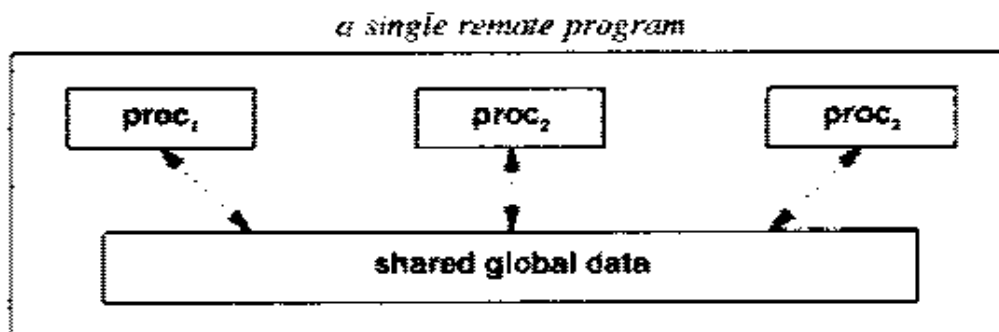 a single remote program
proc₁ proc₂ proc₃
shared global data